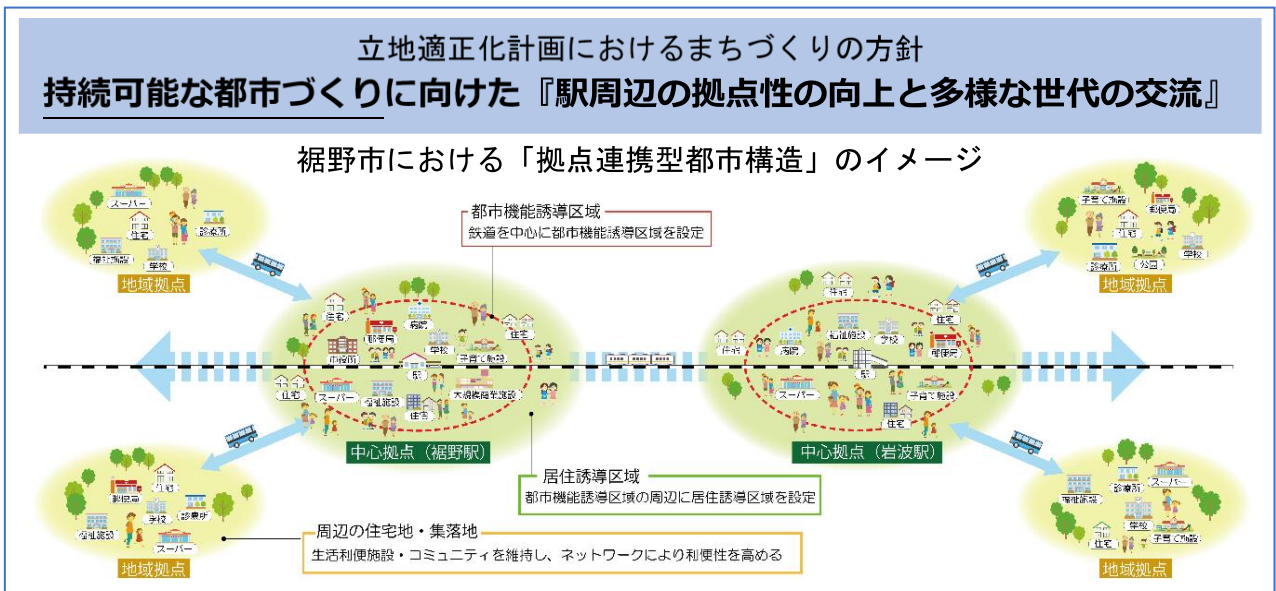 立地適正化計画におけるまちづくりの方針
持続可能な都市づくりに向けた『駅周辺の拠点性の向上と多様な世代の交流』
裾野市における「拠点連携型都市構造」のイメージ
スーパー
住宅
診療所
福祉施設
学校
地域拠点
子育て施設
郵便局
住宅
診療所
公園
学校
地域拠点
都市機能誘導区域
鉄道を中心に都市機能誘導区域を設定
住宅
病院
住宅
郵便局
市役所
学校
子育て施設
駅
住宅
スーパー
福祉施設
住宅
大規模商業施設
中心拠点（裾野駅）
住宅
住宅
住宅
病院
福祉施設
学校
郵便局
駅
スーパー
子育て施設
住宅
中心拠点（岩波駅）
居住誘導区域
都市機能誘導区域の周辺に居住誘導区域を設定
住宅
郵便局
学校
診療所
福祉施設
スーパー
地域拠点
周辺の住宅地・集落地
生活利便施設・コミュニティを維持し、ネットワークにより利便性を高める
福祉施設
診療所
スーパー
学校
住宅
子育て施設
地域拠点